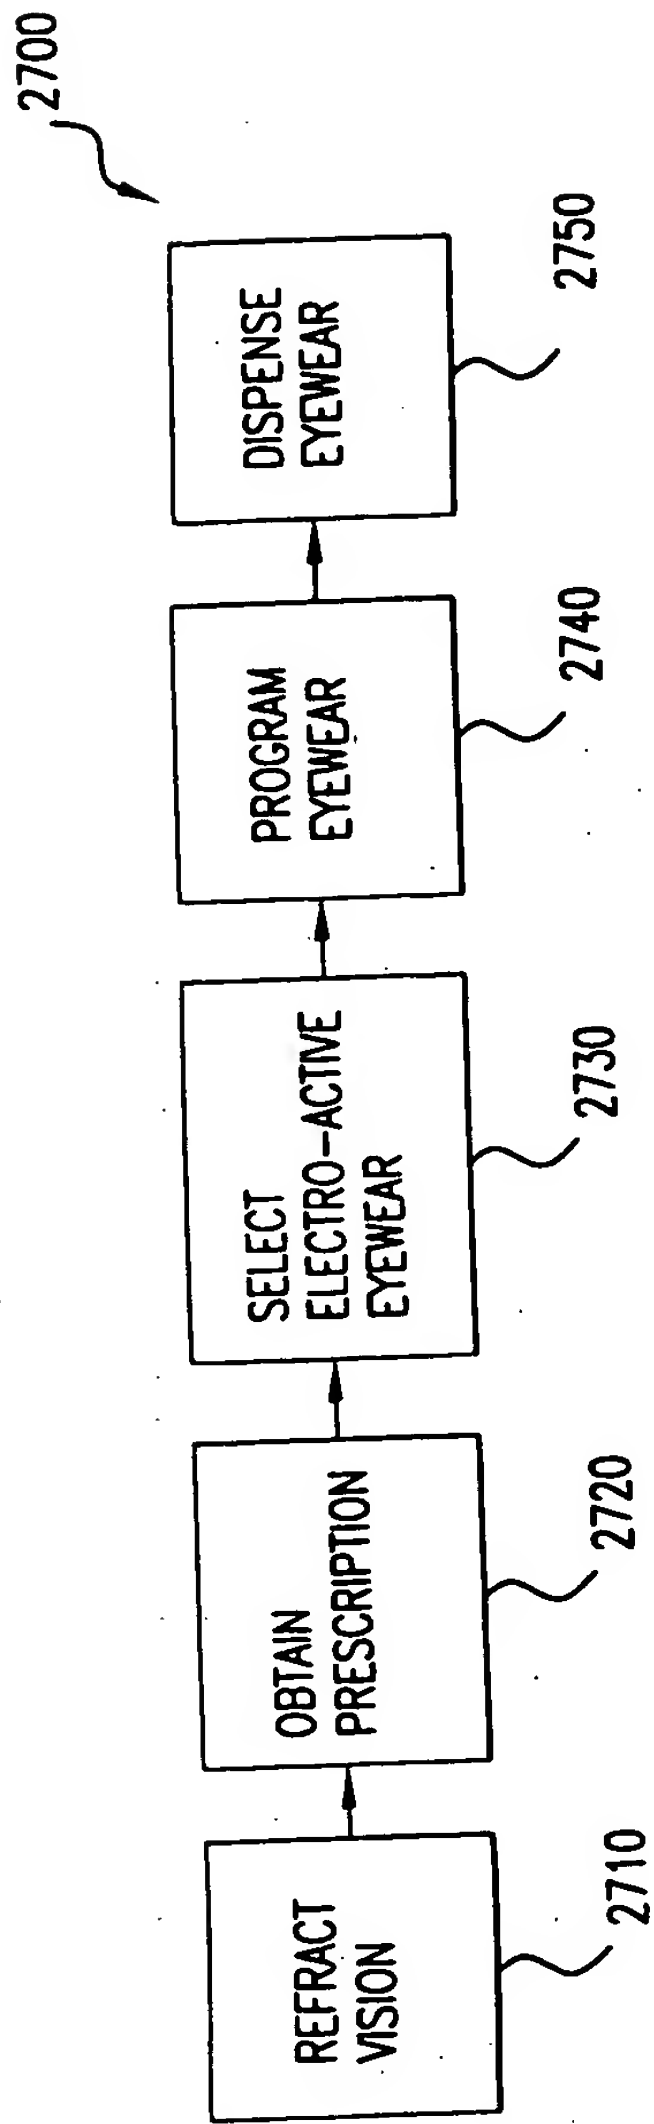 2700
REFRACT
VISION
2710
OBTAIN
PRESCRIPTION
2720
SELECT
ELECTRO-ACTIVE
EYEWEAR
2730
PROGRAM
EYEWEAR
2740
DISPENSE
EYEWEAR
2750